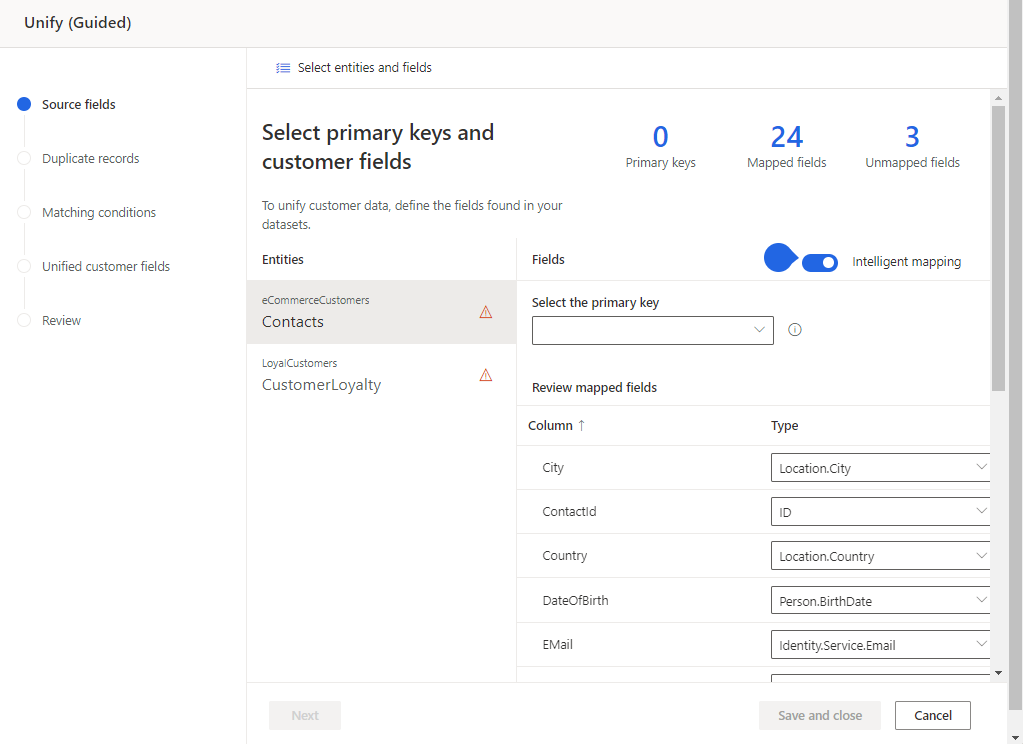 Unify (Guided)
Source fields
Duplicate records
Matching conditions
Unified customer fields
Review
Select entities and fields
Select primary keys and
customer fields
0
Primary keys
24
Mapped fields
3
Unmapped fields
To unify customer data, define the fields found in your
datasets.
Entities
eCommerceCustomers
Contacts
LoyalCustomers
CustomerLoyalty
Fields
Intelligent mapping
Select the primary key
Review mapped fields
Column ↑ Type
City Location.City
ContactId ID
Country Location.Country
DateOfBirth Person.BirthDate
EMail Identity.Service.Email
Next
Save and close
Cancel